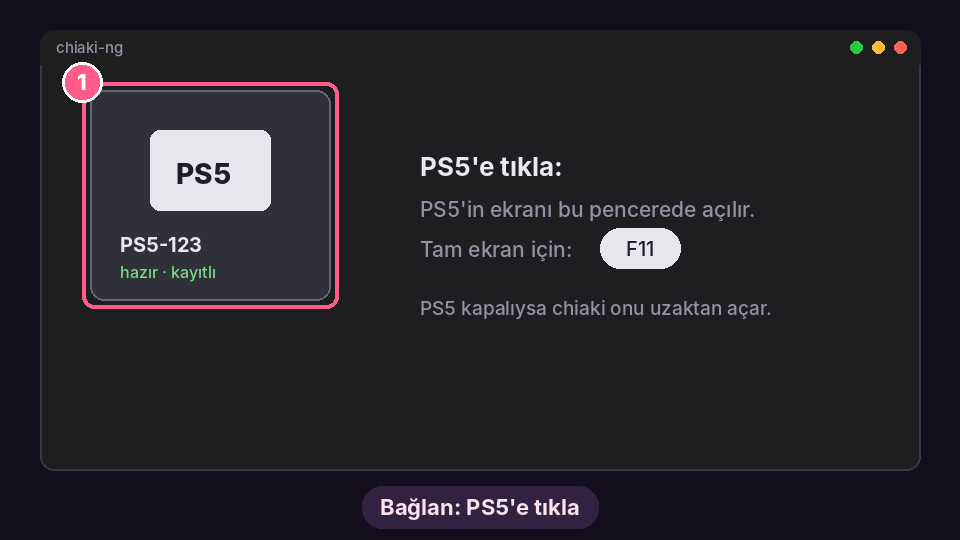 chiaki-ng
1
PS5
PS5-123
hazır · kayıtlı
PS5'e tıkla:
PS5'in ekranı bu pencerede açılır.
Tam ekran için: F11
PS5 kapalıysa chiaki onu uzaktan açar.
Bağlan: PS5'e tıkla